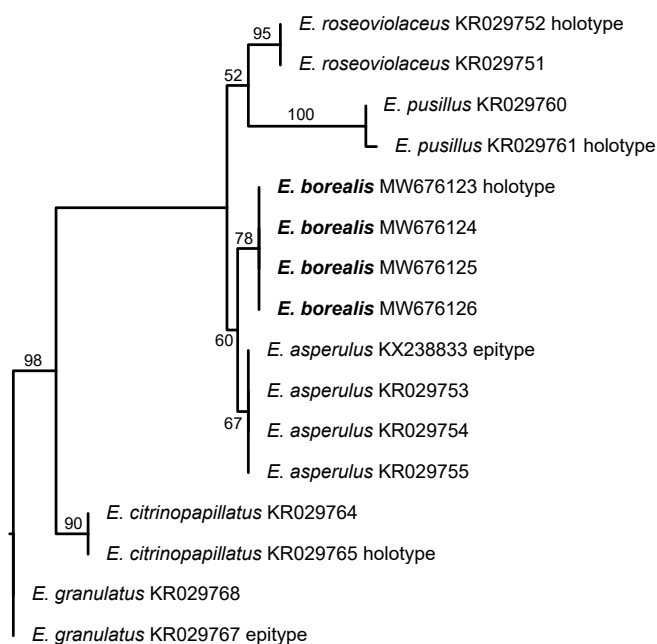 95 E. roseoviolaceus KR029752 holotype
52 E. roseoviolaceus KR029751
100 E. pusillus KR029760
E. pusillus KR029761 holotype
E. borealis MW676123 holotype
78 E. borealis MW676124
E. borealis MW676125
E. borealis MW676126
60 E. asperulus KX238833 epitype
98 E. asperulus KR029753
67 E. asperulus KR029754
E. asperulus KR029755
90 E. citrinopapillatus KR029764
E. citrinopapillatus KR029765 holotype
E. granulatus KR029768
E. granulatus KR029767 epitype